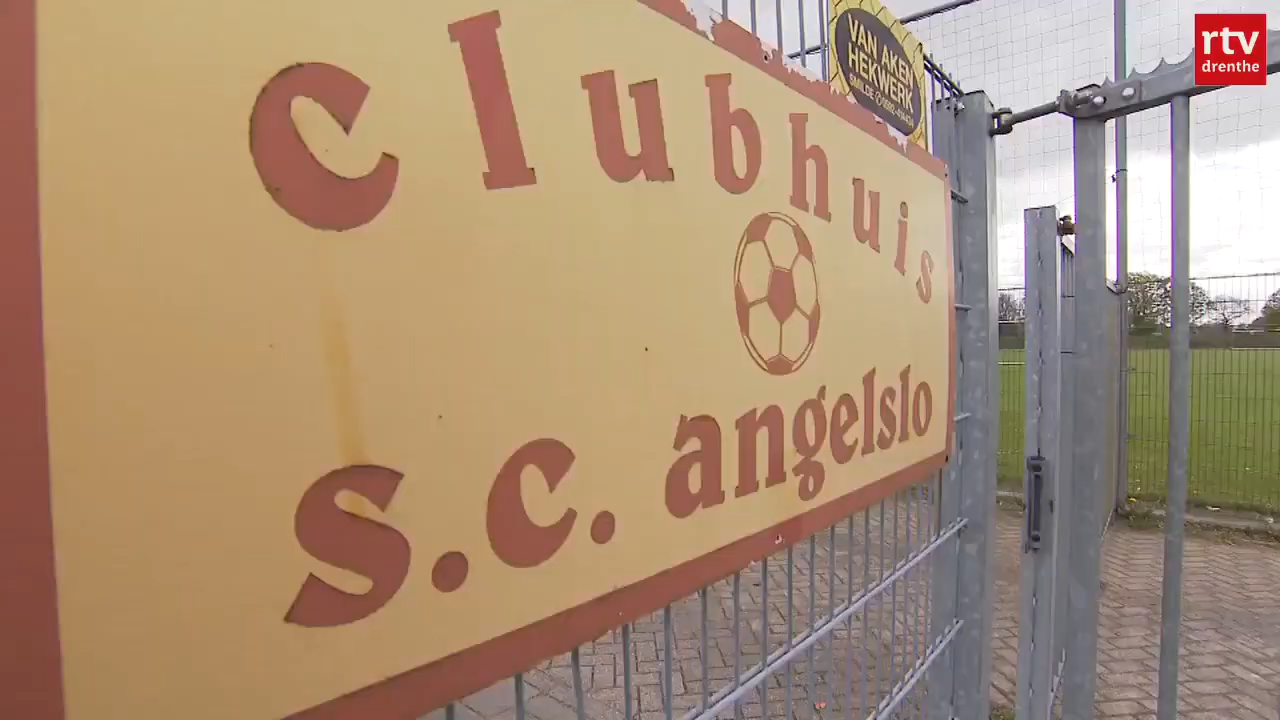 clubhuis
s.c. angelslo
VAN AKEN
HEKWERK
rtv
drenthe